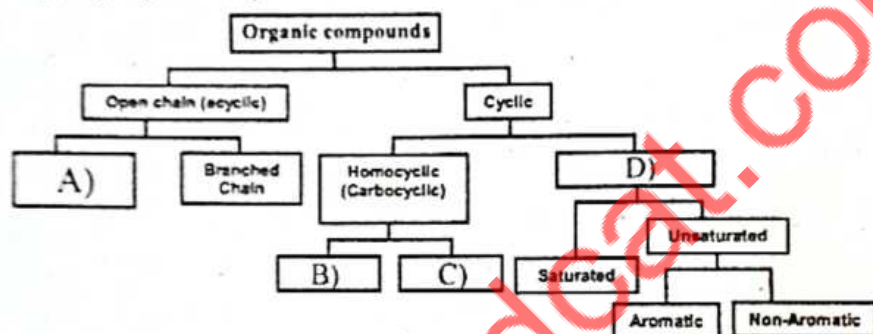 Organic compounds
Open chain (acyclic)
Cyclic
A)
Branched
Chain
Homocyclic
(Carbocyclic)
D)
B)
C)
Saturated
Unsaturated
Aromatic
Non-Aromatic